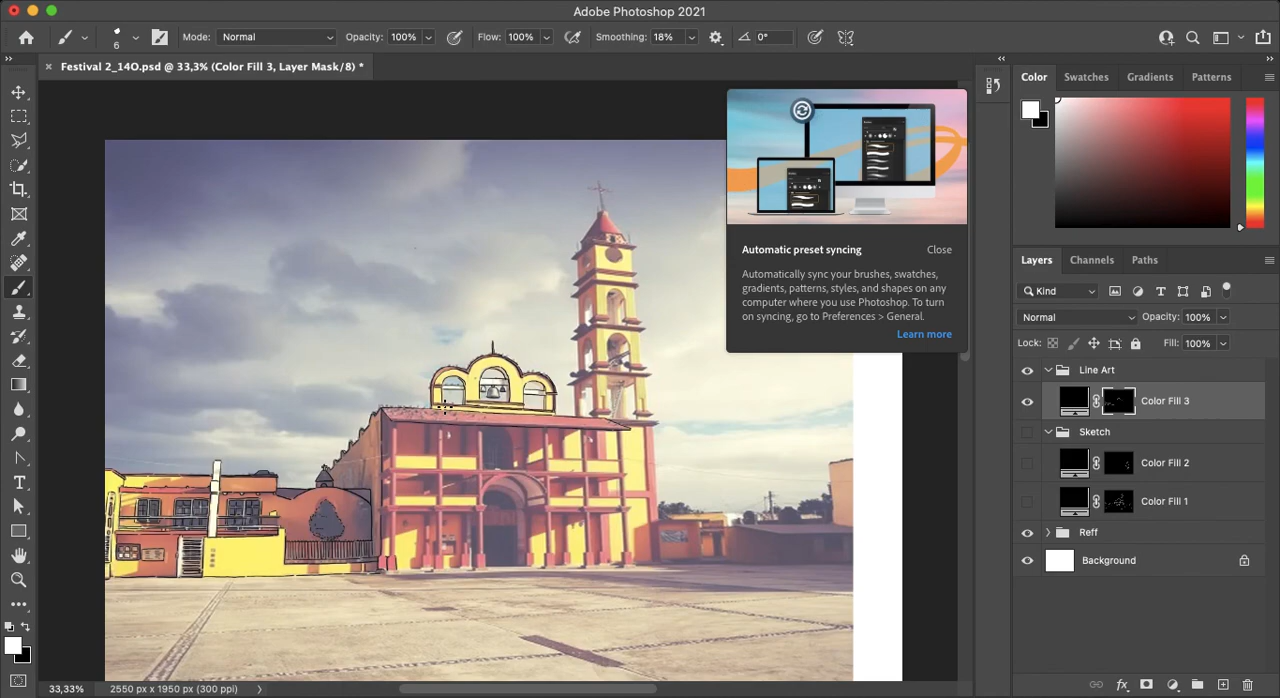 Adobe Photoshop 2021
6
Mode: Normal
Opacity: 100%
Flow: 100%
Smoothing: 18%
0°
Festival 2_14O.psd @ 33,3% (Color Fill 3, Layer Mask/8) *
Color Swatches Gradients Patterns
Automatic preset syncing
Close
Automatically sync your brushes, swatches,
gradients, patterns, styles, and shapes on any
computer where you use Photoshop. To turn
on syncing, go to Preferences > General.
Learn more
Layers Channels Paths
Kind
Normal
Opacity: 100%
Lock:
Fill: 100%
Line Art
Color Fill 3
Sketch
Color Fill 2
Color Fill 1
Reff
Background
33,33%
2550 px x 1950 px (300 ppi)